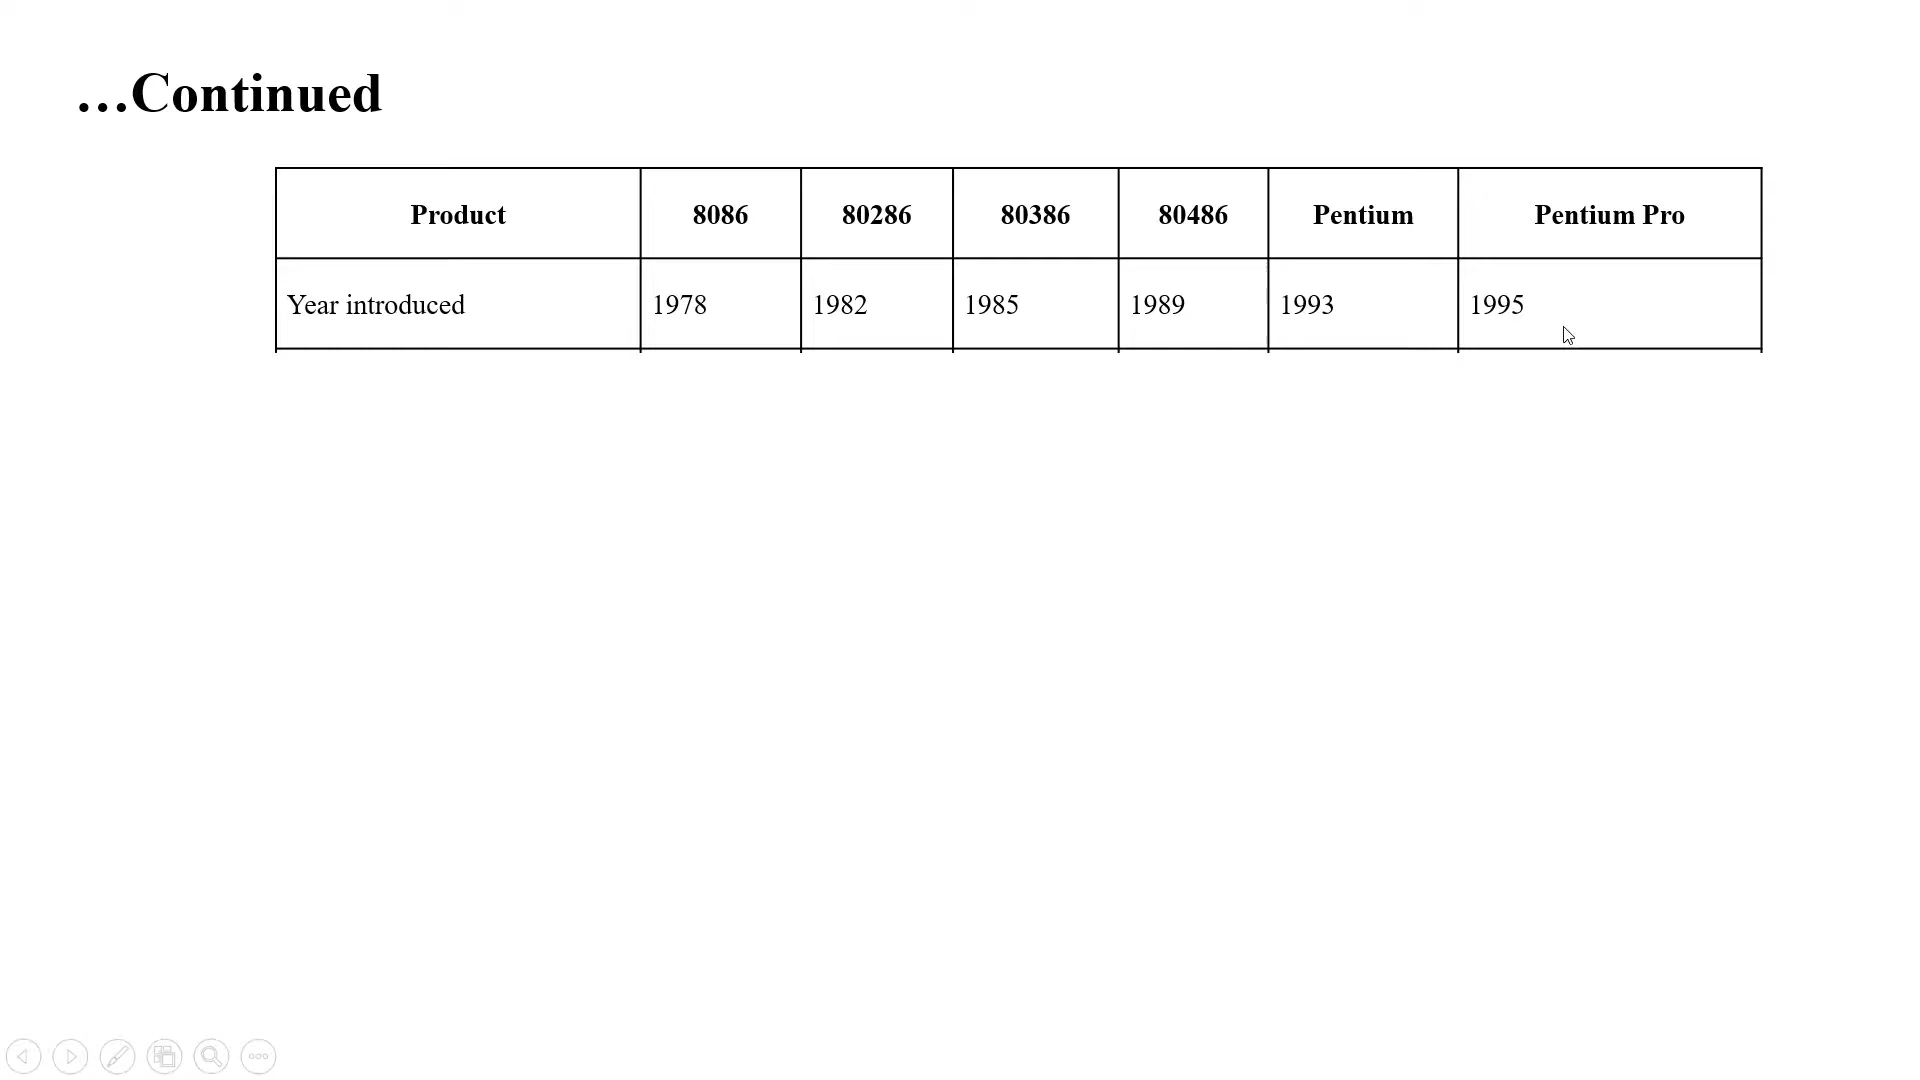 ...Continued
Product 8086 80286 80386 80486 Pentium Pentium Pro
Year introduced 1978 1982 1985 1989 1993 1995